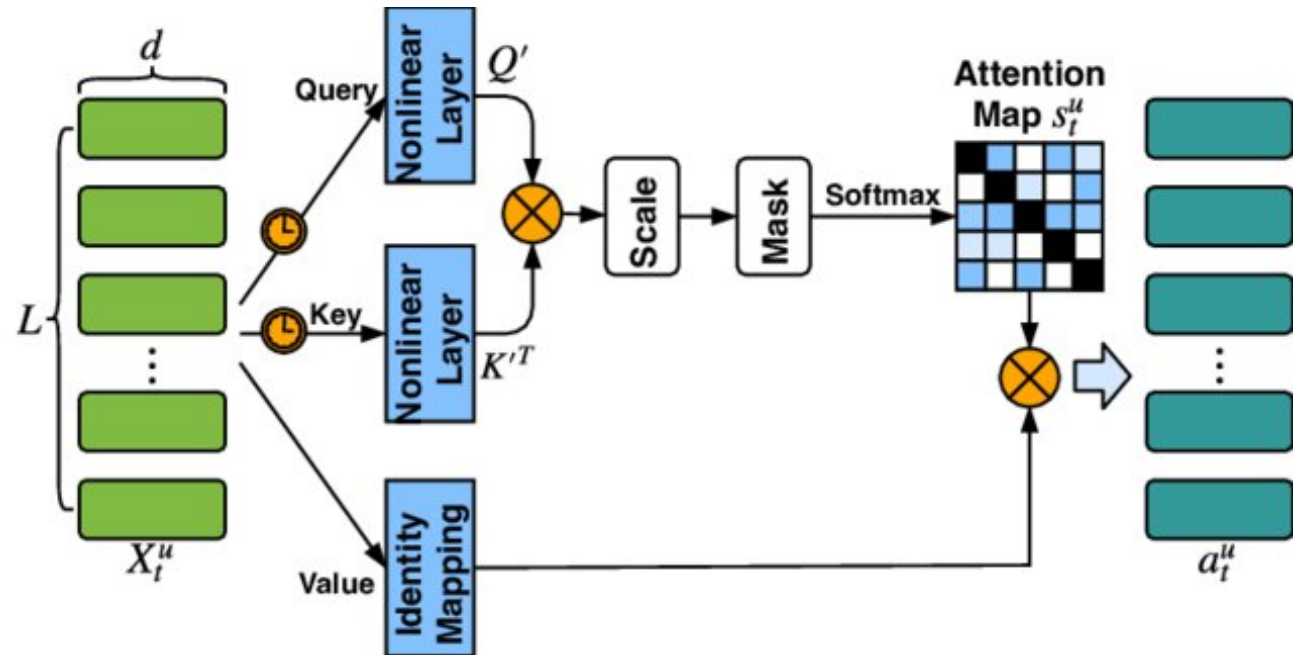 d
L
X_t^u
Query
Key
Value
Nonlinear
Layer
Q'
Nonlinear
Layer
K'^T
Identity
Mapping
Scale
Mask
Softmax
Attention
Map s_t^u
a_t^u